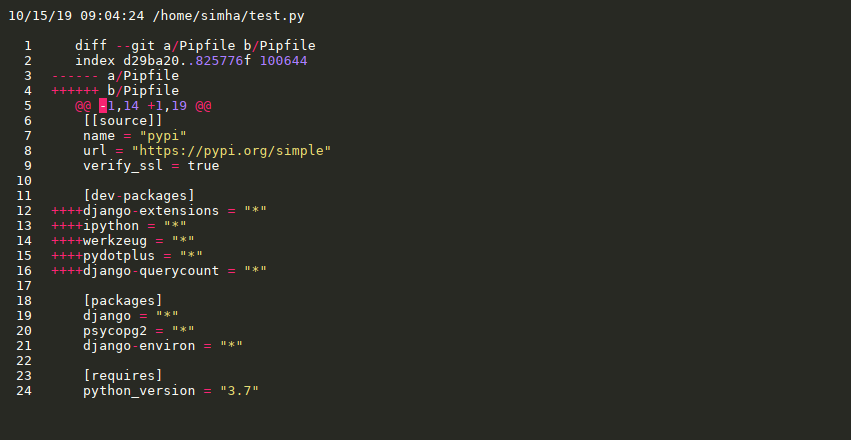 10/15/19 09:04:24 /home/simha/test.py
1 diff --git a/Pipfile b/Pipfile
2 index d29ba20..825776f 100644
3 ------ a/Pipfile
4 ++++++ b/Pipfile
5 @@ -1,14 +1,19 @@
6 [[source]]
7 name = "pypi"
8 url = "https://pypi.org/simple"
9 verify_ssl = true
10
11 [dev-packages]
12 ++++django-extensions = "*"
13 ++++ipython = "*"
14 ++++werkzeug = "*"
15 ++++pydotplus = "*"
16 ++++django-querycount = "*"
17
18 [packages]
19 django = "*"
20 psycopg2 = "*"
21 django-environ = "*"
22
23 [requires]
24 python_version = "3.7"